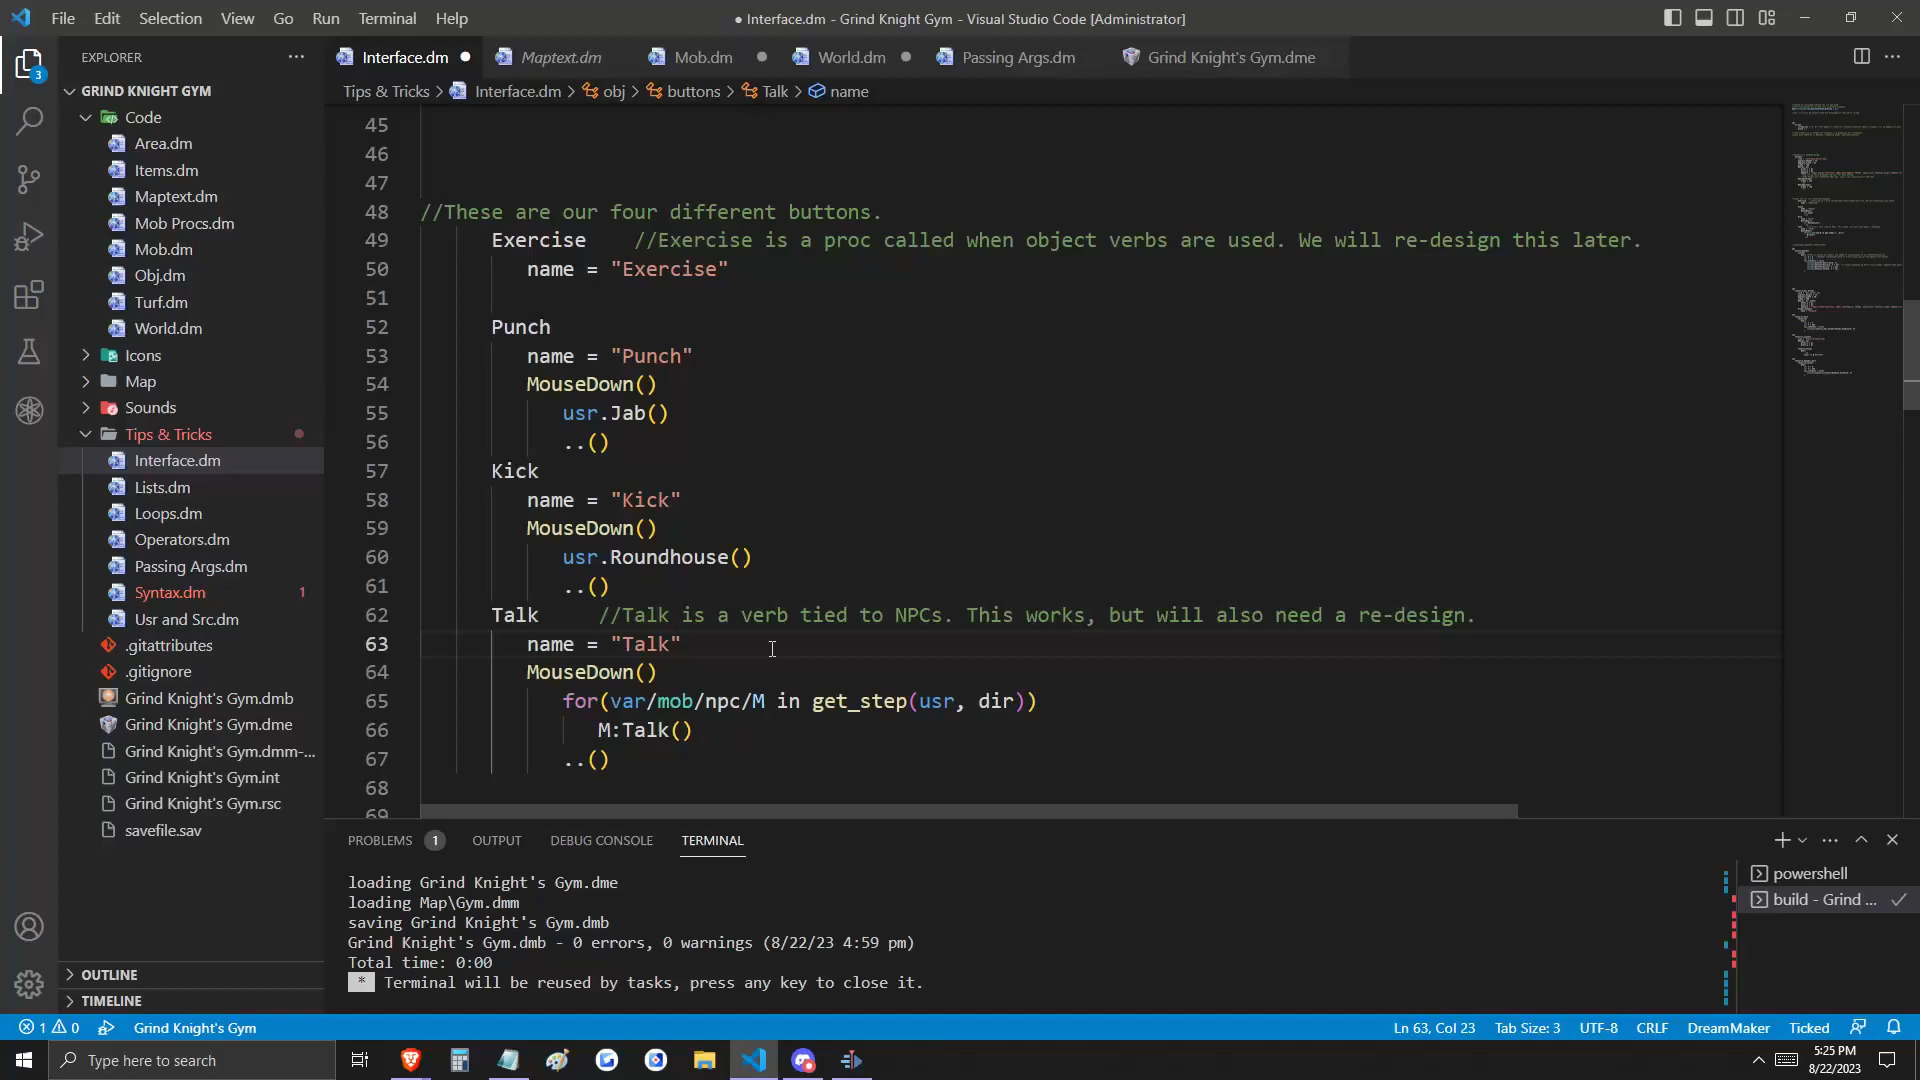 File Edit Selection View Go Run Terminal Help
● Interface.dm - Grind Knight Gym - Visual Studio Code [Administrator]
EXPLORER
Interface.dm
Maptext.dm
Mob.dm
World.dm
Passing Args.dm
Grind Knight's Gym.dme
3
GRIND KNIGHT GYM
Code
Area.dm
Items.dm
Maptext.dm
Mob Procs.dm
Mob.dm
Obj.dm
Turf.dm
World.dm
Icons
Map
Sounds
Tips & Tricks
Interface.dm
Lists.dm
Loops.dm
Operators.dm
Passing Args.dm
Syntax.dm 1
Usr and Src.dm
.gitattributes
.gitignore
Grind Knight's Gym.dmb
Grind Knight's Gym.dme
Grind Knight's Gym.dmm-...
Grind Knight's Gym.int
Grind Knight's Gym.rsc
savefile.sav
OUTLINE
TIMELINE
Tips & Tricks > Interface.dm > obj > buttons > Talk > name
45
46
47
48 //These are our four different buttons.
49 Exercise //Exercise is a proc called when object verbs are used. We will re-design this later.
50 name = "Exercise"
51
52 Punch
53 name = "Punch"
54 MouseDown()
55 usr.Jab()
56 ..()
57 Kick
58 name = "Kick"
59 MouseDown()
60 usr.Roundhouse()
61 ..()
62 Talk //Talk is a verb tied to NPCs. This works, but will also need a re-design.
63 name = "Talk"
64 MouseDown()
65 for(var/mob/npc/M in get_step(usr, dir))
66 M:Talk()
67 ..()
68
69
PROBLEMS 1 OUTPUT DEBUG CONSOLE TERMINAL
loading Grind Knight's Gym.dme
loading Map\Gym.dmm
saving Grind Knight's Gym.dmb
Grind Knight's Gym.dmb - 0 errors, 0 warnings (8/22/23 4:59 pm)
Total time: 0:00
* Terminal will be reused by tasks, press any key to close it.
powershell
build - Grind ...
1 0 Grind Knight's Gym
Ln 63, Col 23 Tab Size: 3 UTF-8 CRLF DreamMaker Ticked
Type here to search
5:25 PM
8/22/2023